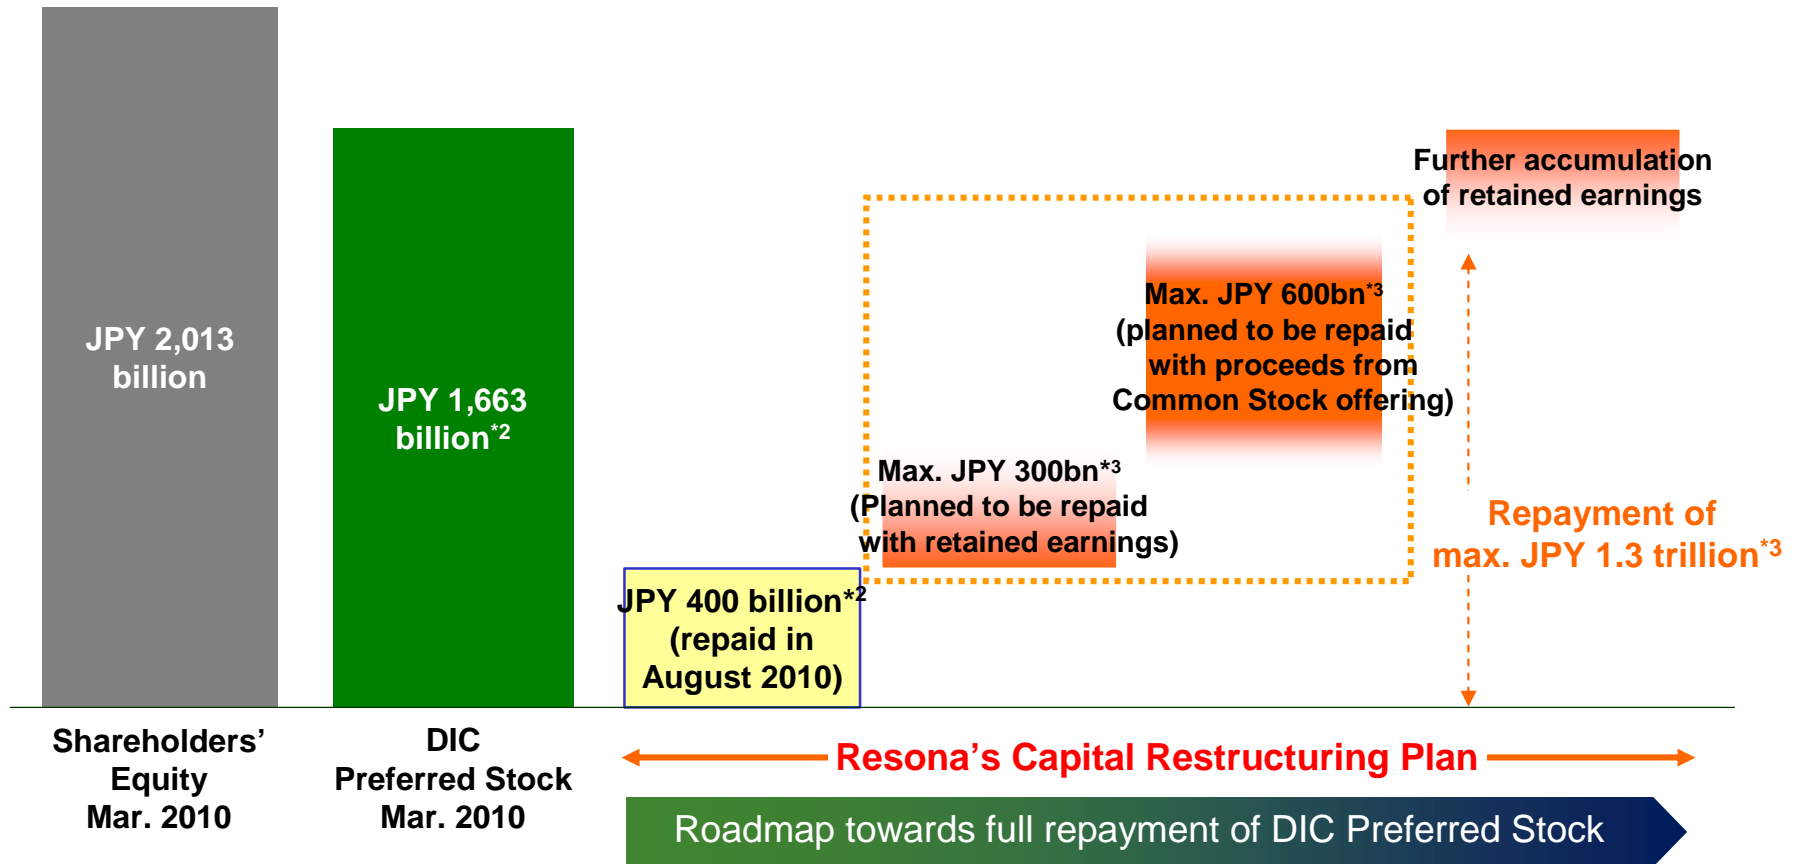 JPY 2,013
billion
JPY 1,663
billion*2
JPY 400 billion*2
(repaid in
August 2010)
Max. JPY 300bn*3
(Planned to be repaid
with retained earnings)
Max. JPY 600bn*3
(planned to be repaid
with proceeds from
Common Stock offering)
Further accumulation
of retained earnings
Repayment of
max. JPY 1.3 trillion*3
Shareholders’
Equity
Mar. 2010
DIC
Preferred Stock
Mar. 2010
Resona’s Capital Restructuring Plan
Roadmap towards full repayment of DIC Preferred Stock